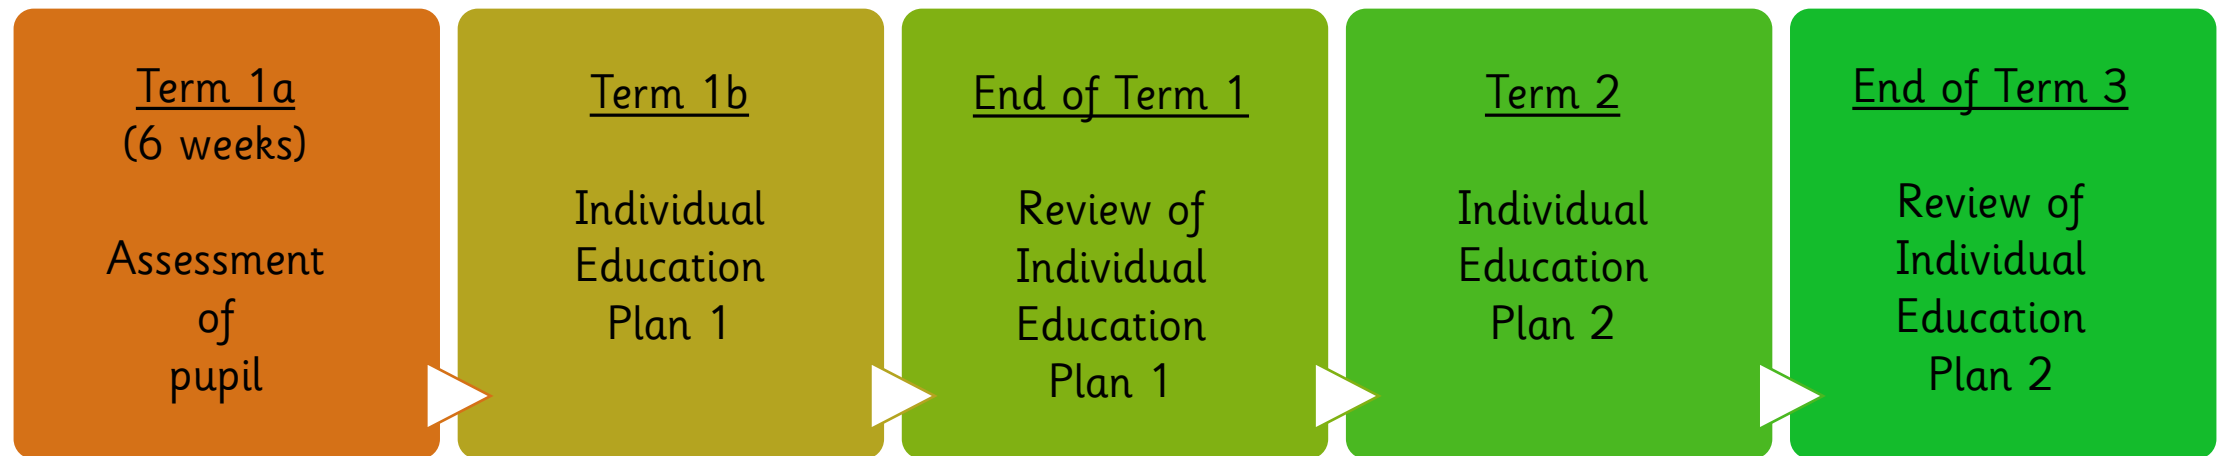 Term 1a
(6 weeks)
Assessment
of
pupil
Term 1b
Individual
Education
Plan 1
End of Term 1
Review of
Individual
Education
Plan 1
Term 2
Individual
Education
Plan 2
End of Term 3
Review of
Individual
Education
Plan 2